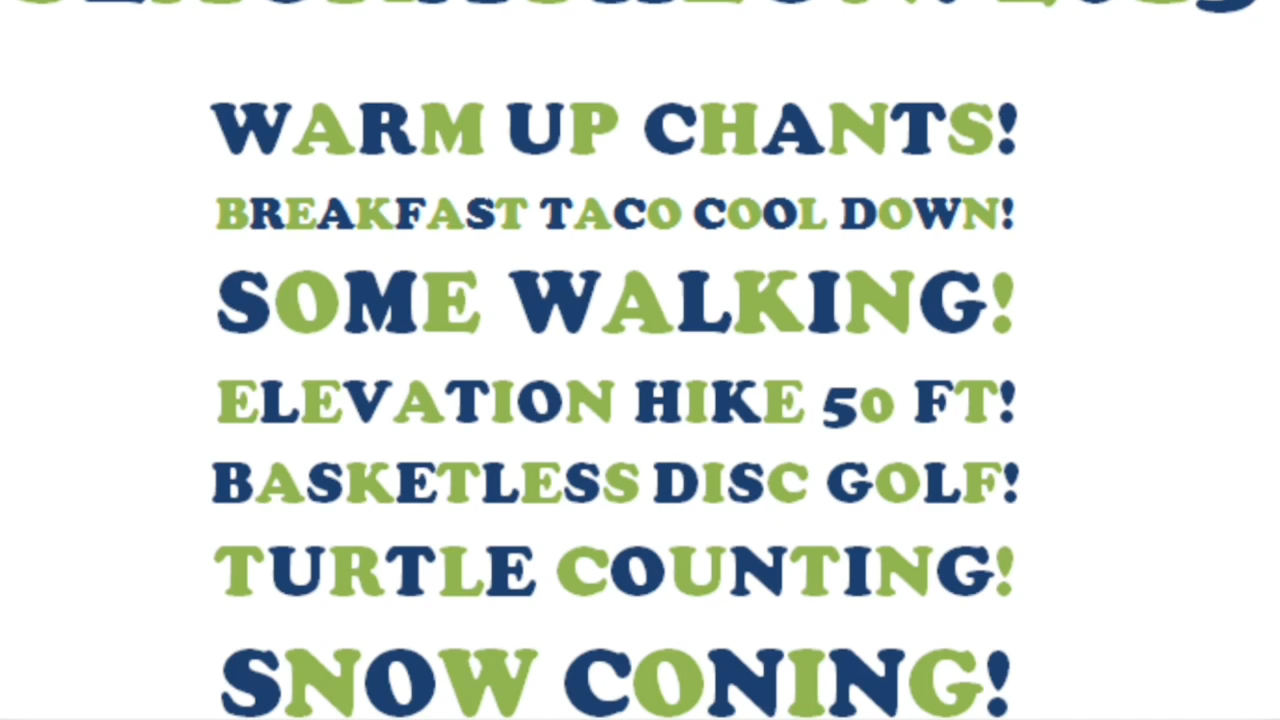 WARM UP CHANTS!
BREAKFAST TACO COOL DOWN!
SOME WALKING!
ELEVATION HIKE 50 FT!
BASKETLESS DISC GOLF!
TURTLE COUNTING!
SNOW CONING!